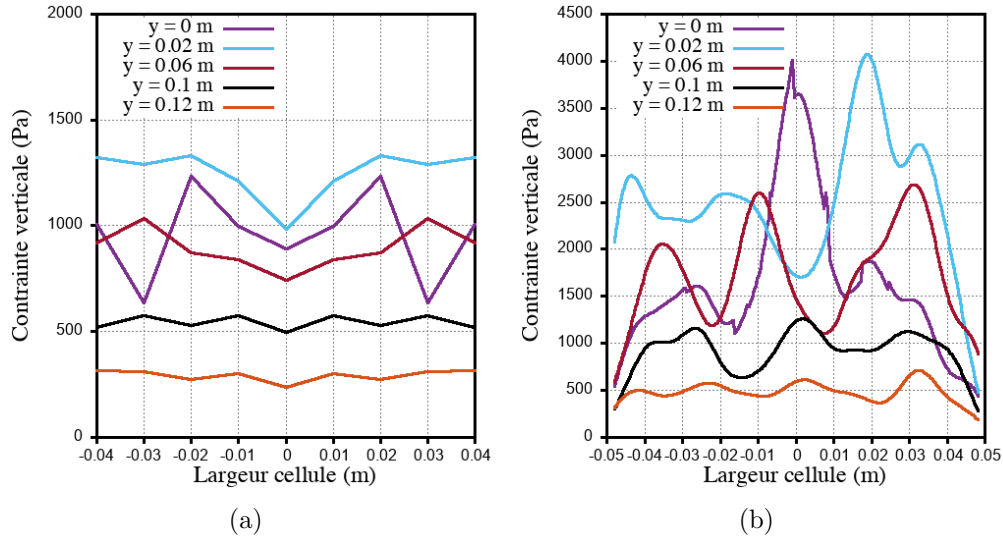 2000
1500
1000
500
0
Contrainte verticale (Pa)
y = 0 m
y = 0.02 m
y = 0.06 m
y = 0.1 m
y = 0.12 m
-0.04 -0.03 -0.02 -0.01 0 0.01 0.02 0.03 0.04
Largeur cellule (m)
(a)
4500
4000
3500
3000
2500
2000
1500
1000
500
0
Contrainte verticale (Pa)
y = 0 m
y = 0.02 m
y = 0.06 m
y = 0.1 m
y = 0.12 m
-0.05 -0.04 -0.03 -0.02 -0.01 0 0.01 0.02 0.03 0.04 0.05
Largeur cellule (m)
(b)